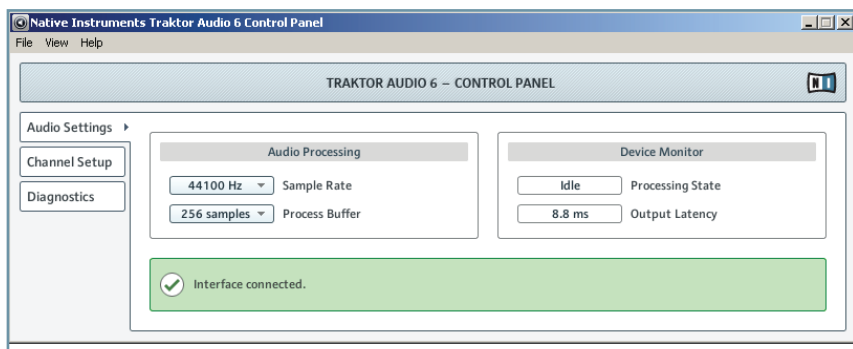 Native Instruments Traktor Audio 6 Control Panel
File View Help
TRAKTOR AUDIO 6 – CONTROL PANEL
NI
Audio Settings
Channel Setup
Diagnostics
Audio Processing
44100 Hz Sample Rate
256 samples Process Buffer
Device Monitor
Idle Processing State
8.8 ms Output Latency
Interface connected.